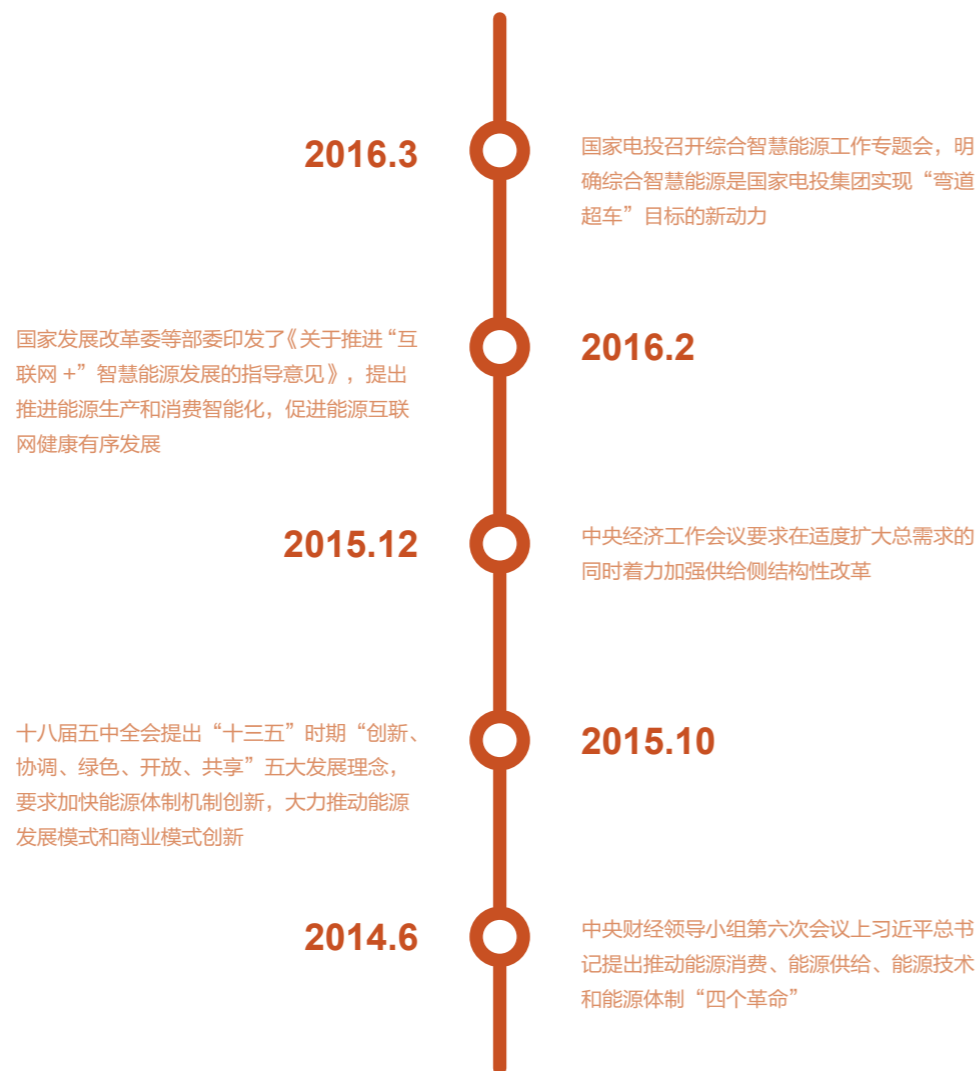 2016.3
国家电投召开综合智慧能源工作专题会，明
确综合智慧能源是国家电投集团实现“弯道
超车”目标的新动力
2016.2
国家发展改革委等部委印发了《关于推进“互
联网 +”智慧能源发展的指导意见》，提出
推进能源生产和消费智能化，促进能源互联
网健康有序发展
2015.12
中央经济工作会议要求在适度扩大总需求的
同时着力加强供给侧结构性改革
2015.10
十八届五中全会提出“十三五”时期“创新、
协调、绿色、开放、共享”五大发展理念，
要求加快能源体制机制创新，大力推动能源
发展模式和商业模式创新
2014.6
中央财经领导小组第六次会议上习近平总书
记提出推动能源消费、能源供给、能源技术
和能源体制“四个革命”